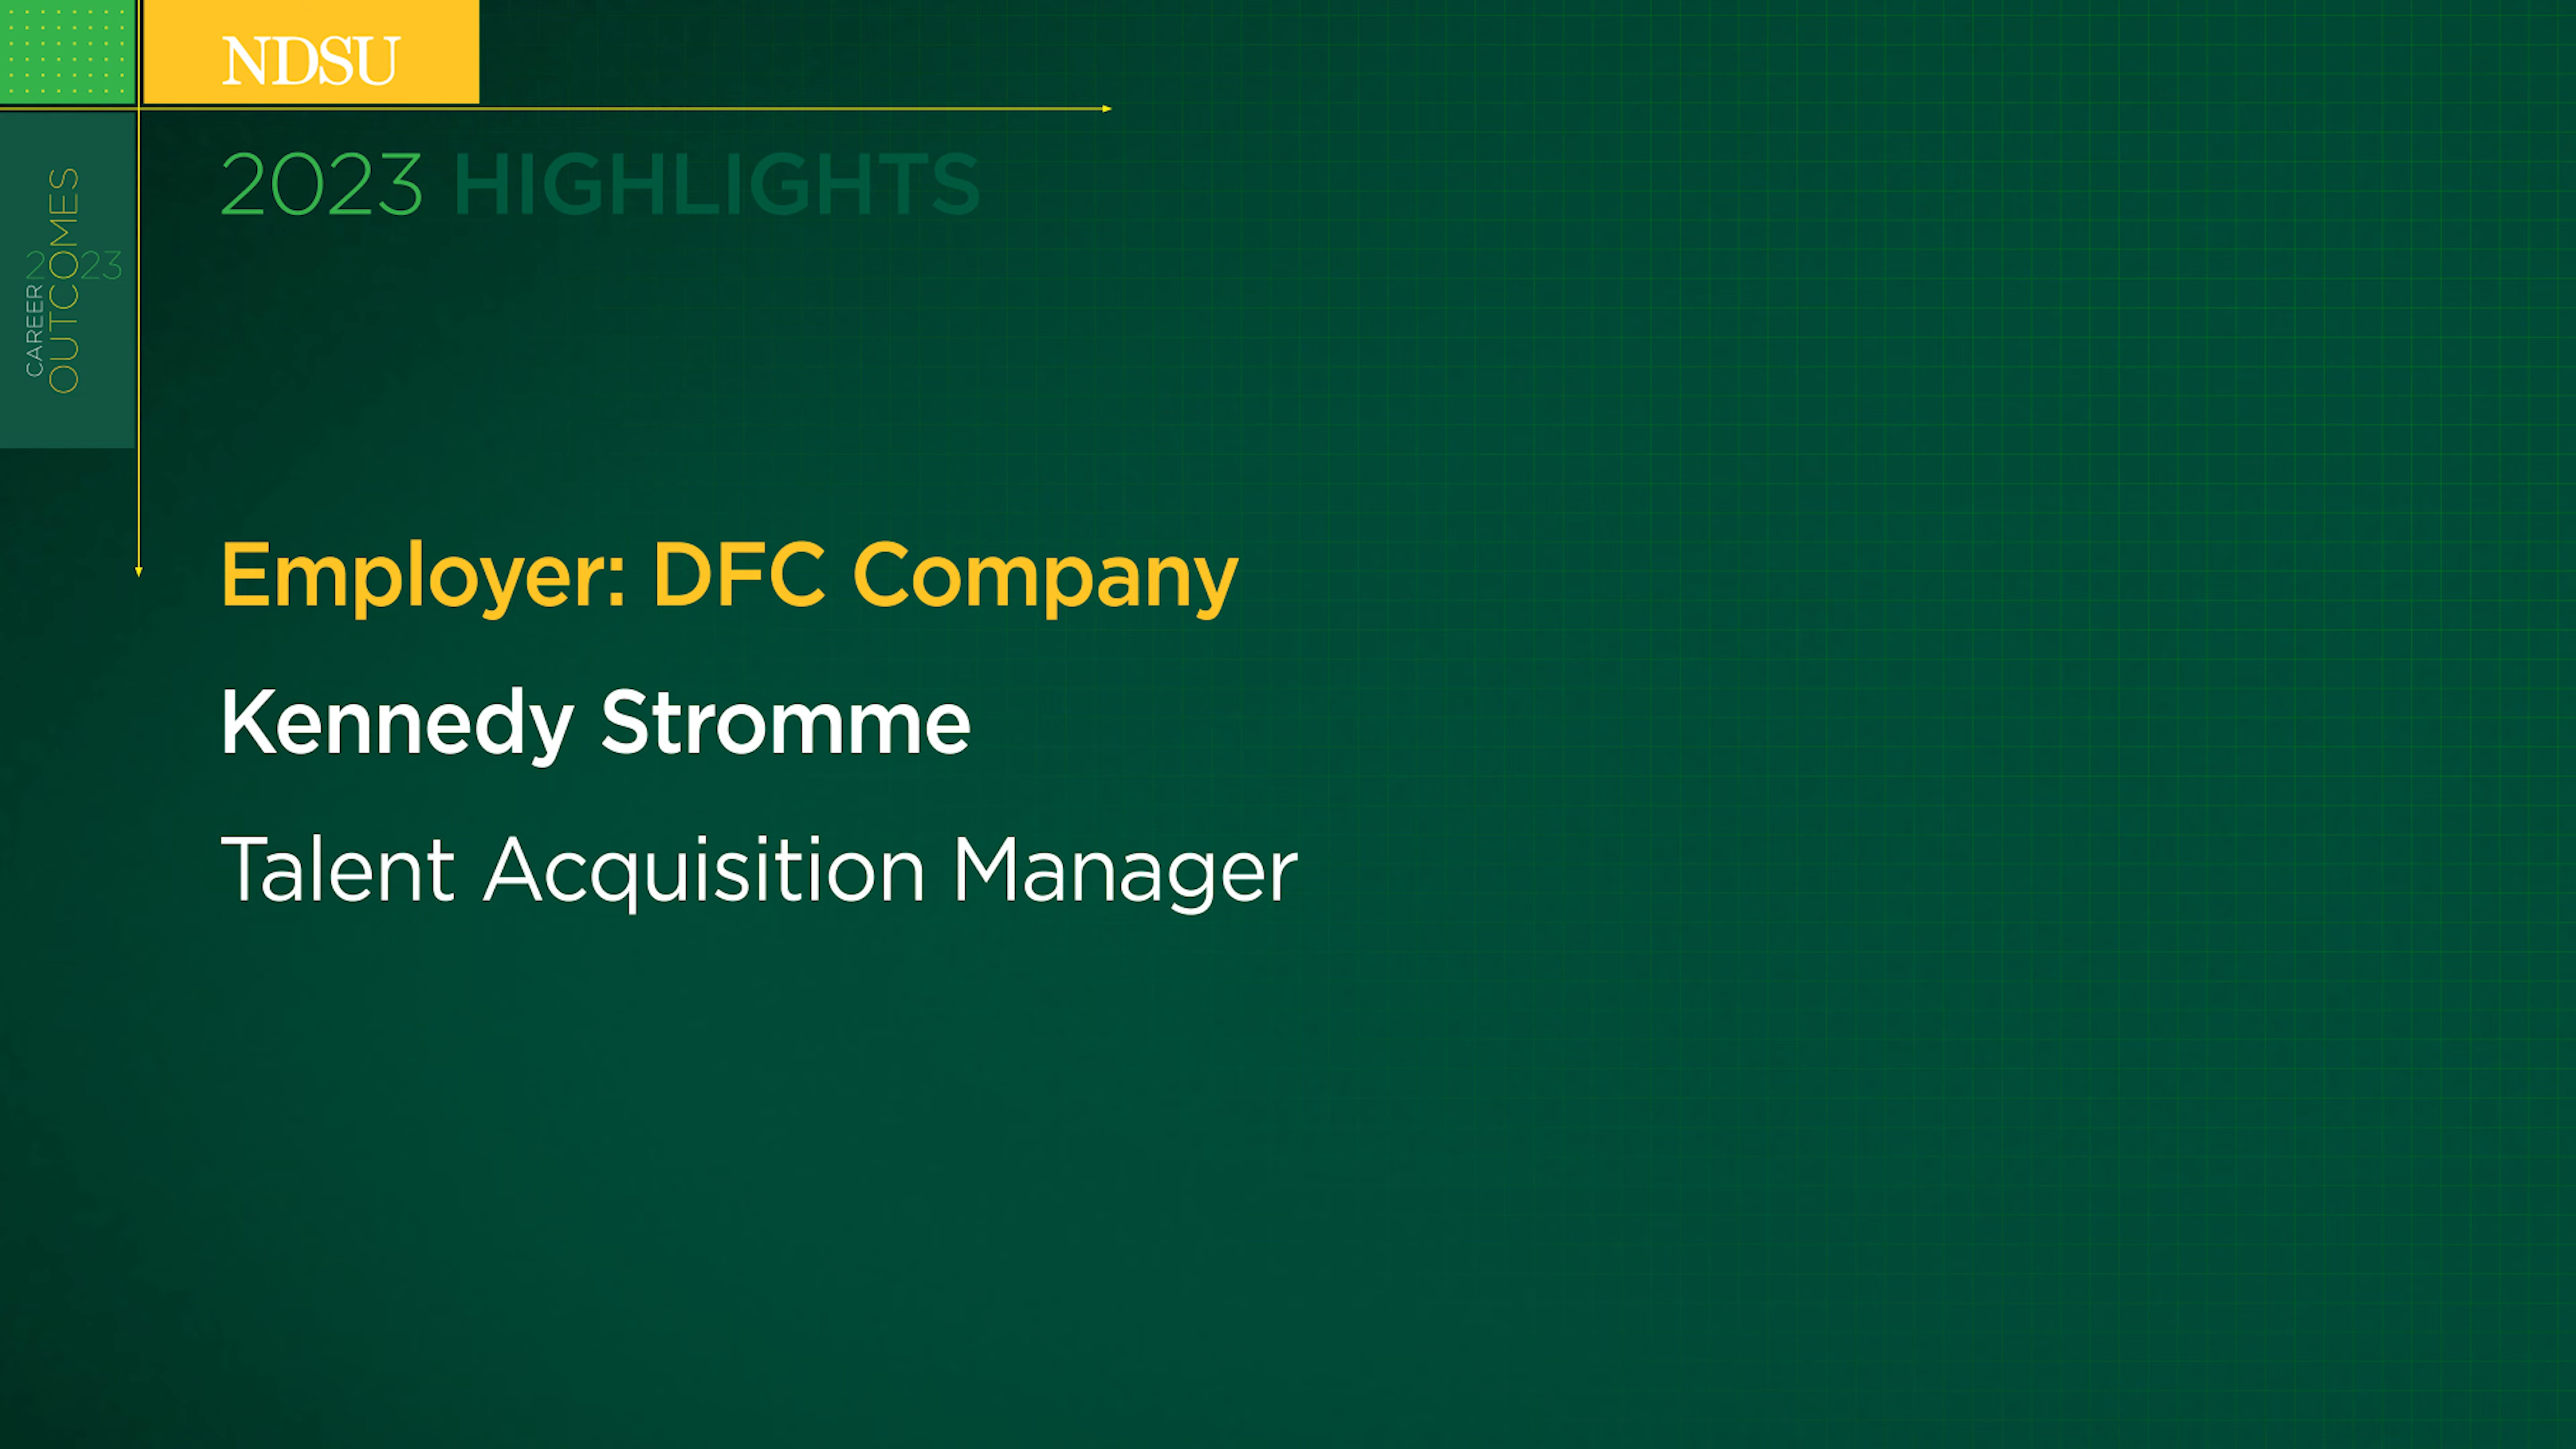 NDSU
2023 HIGHLIGHTS
CAREER
OUTCOMES
2023
Employer: DFC Company
Kennedy Stromme
Talent Acquisition Manager